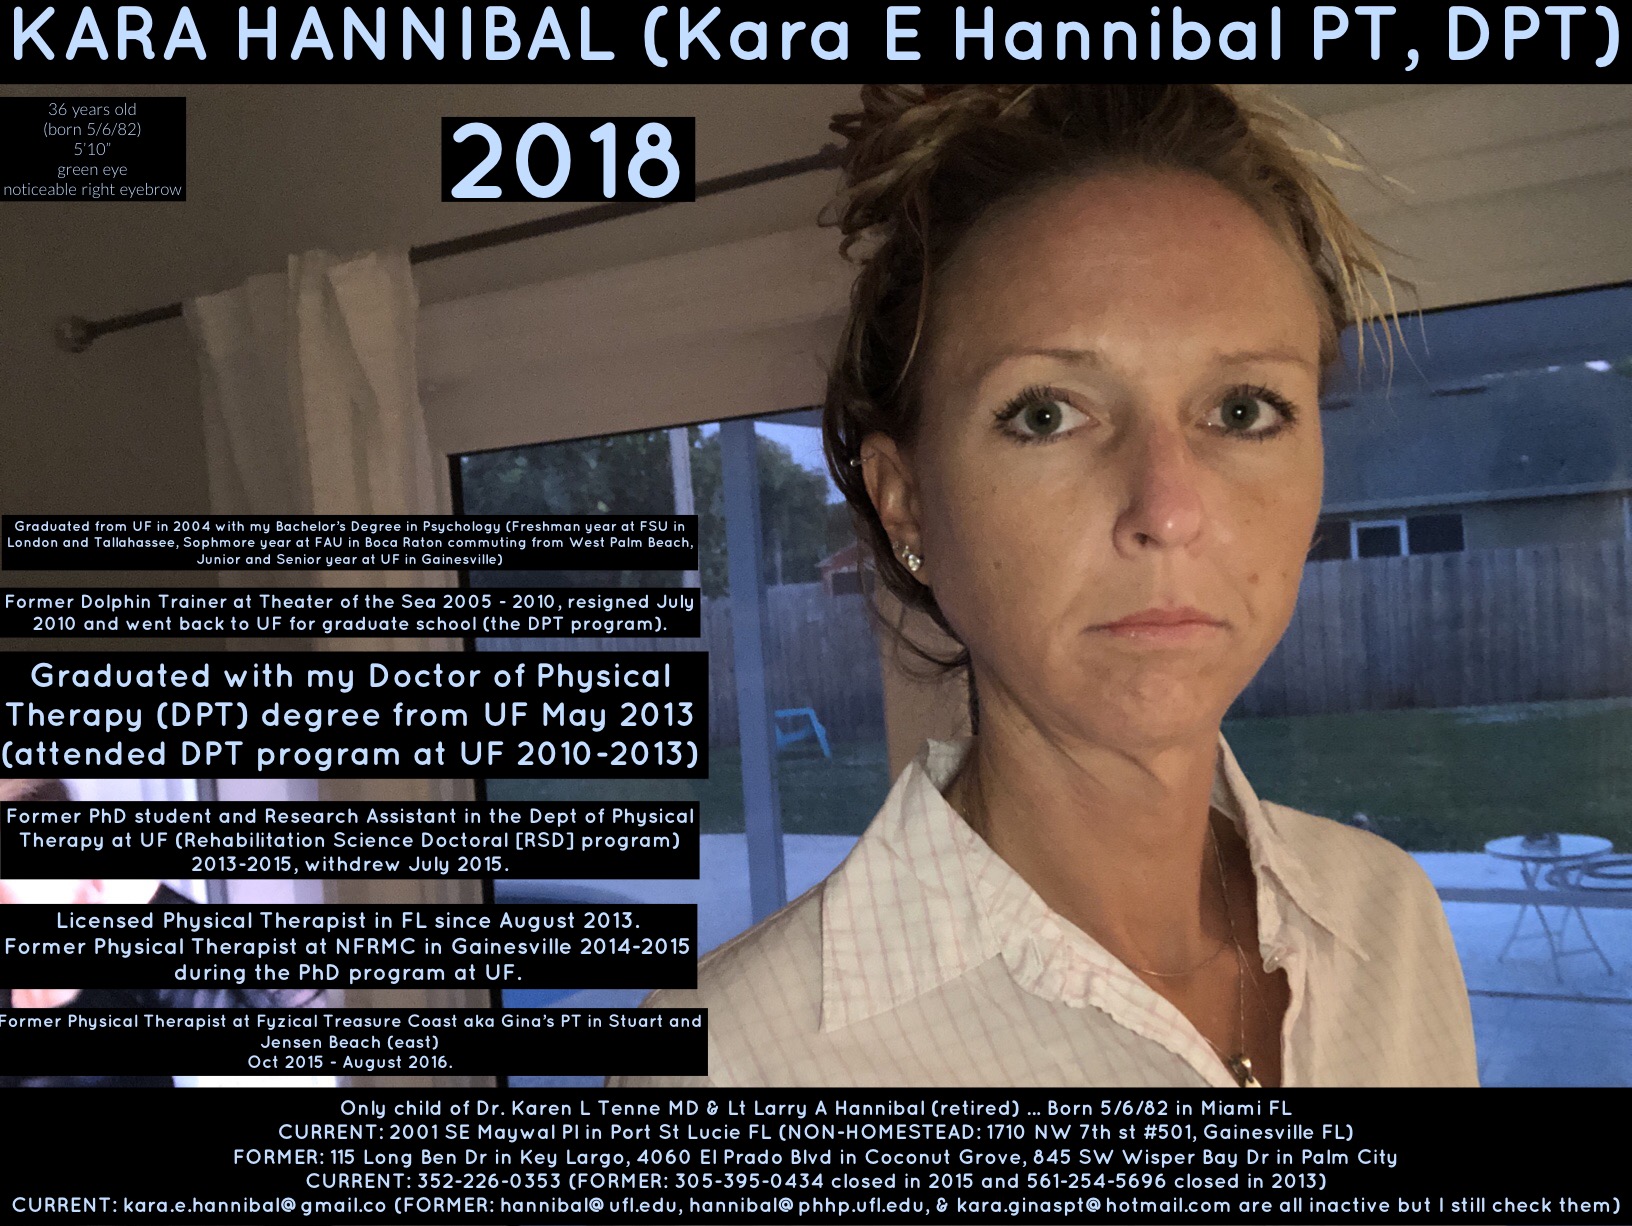 KARA HANNIBAL (Kara E Hannibal PT, DPT)
36 years old
(born 5/6/82)
5'10"
green eye
noticeable right eyebrow
2018
Graduated from UF in 2004 with my Bachelor's Degree in Psychology (Freshman year at FSU in
London and Tallahassee, Sophmore year at FAU in Boca Raton commuting from West Palm Beach,
Junior and Senior year at UF in Gainesville)
Former Dolphin Trainer at Theater of the Sea 2005 - 2010, resigned July
2010 and went back to UF for graduate school (the DPT program).
Graduated with my Doctor of Physical
Therapy (DPT) degree from UF May 2013
(attended DPT program at UF 2010-2013)
Former PhD student and Research Assistant in the Dept of Physical
Therapy at UF (Rehabilitation Science Doctoral [RSD] program)
2013-2015, withdrew July 2015.
Licensed Physical Therapist in FL since August 2013.
Former Physical Therapist at NFRMC in Gainesville 2014-2015
during the PhD program at UF.
Former Physical Therapist at Fyzical Treasure Coast aka Gina's PT in Stuart and
Jensen Beach (east)
Oct 2015 - August 2016.
Only child of Dr. Karen L Tenne MD & Lt Larry A Hannibal (retired) ... Born 5/6/82 in Miami FL
CURRENT: 2001 SE Maywal Pl in Port St Lucie FL (NON-HOMESTEAD: 1710 NW 7th st #501, Gainesville FL)
FORMER: 115 Long Ben Dr in Key Largo, 4060 El Prado Blvd in Coconut Grove, 845 SW Wisper Bay Dr in Palm City
CURRENT: 352-226-0353 (FORMER: 305-395-0434 closed in 2015 and 561-254-5696 closed in 2013)
CURRENT: kara.e.hannibal@gmail.co (FORMER: hannibal@ufl.edu, hannibal@phhp.ufl.edu, & kara.ginaspt@hotmail.com are all inactive but I still check them)